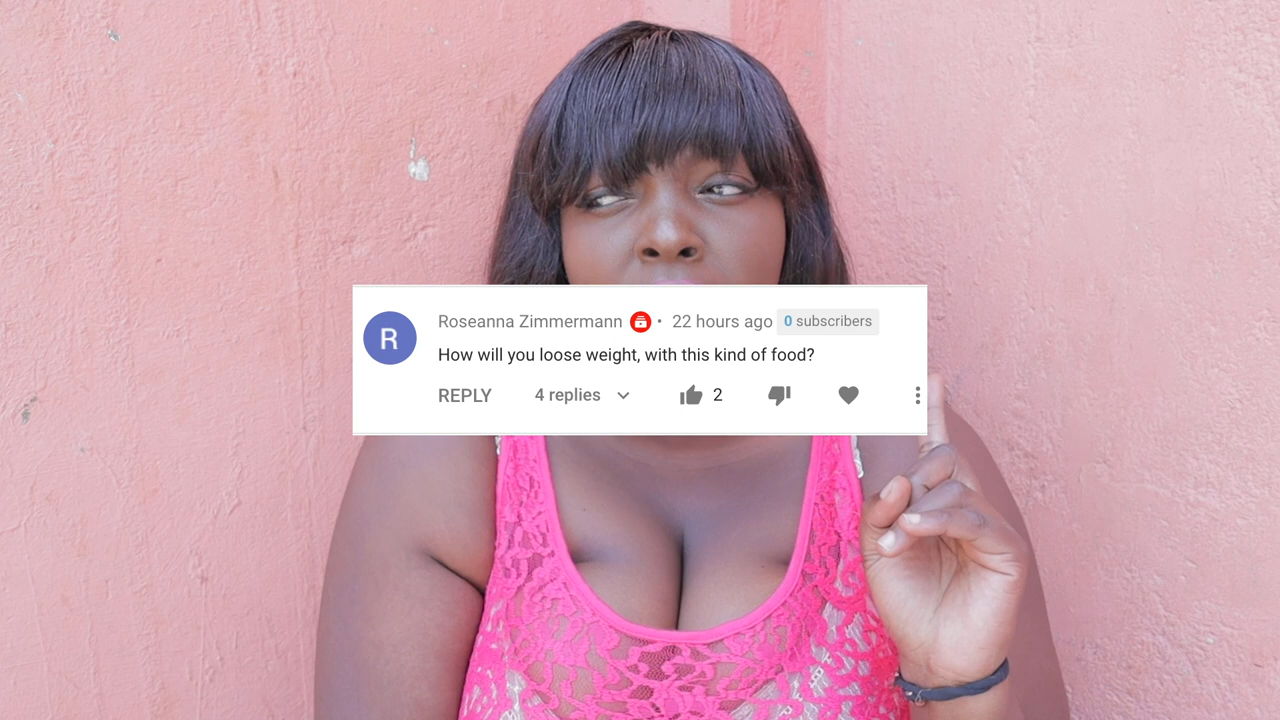 R
Roseanna Zimmermann • 22 hours ago 0 subscribers
How will you loose weight, with this kind of food?
REPLY 4 replies 2